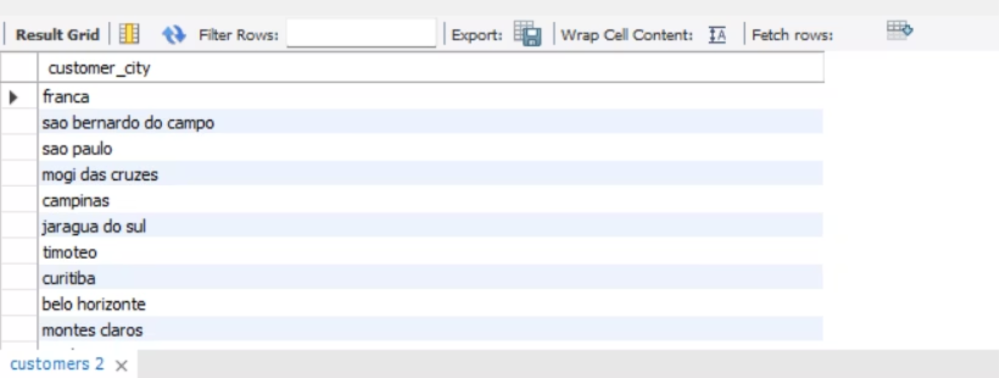 Result Grid Filter Rows: Export: Wrap Cell Content: Fetch rows:
customer_city
franca
sao bernardo do campo
sao paulo
mogi das cruzes
campinas
jaragua do sul
timoteo
curitiba
belo horizonte
montes claros
customers 2